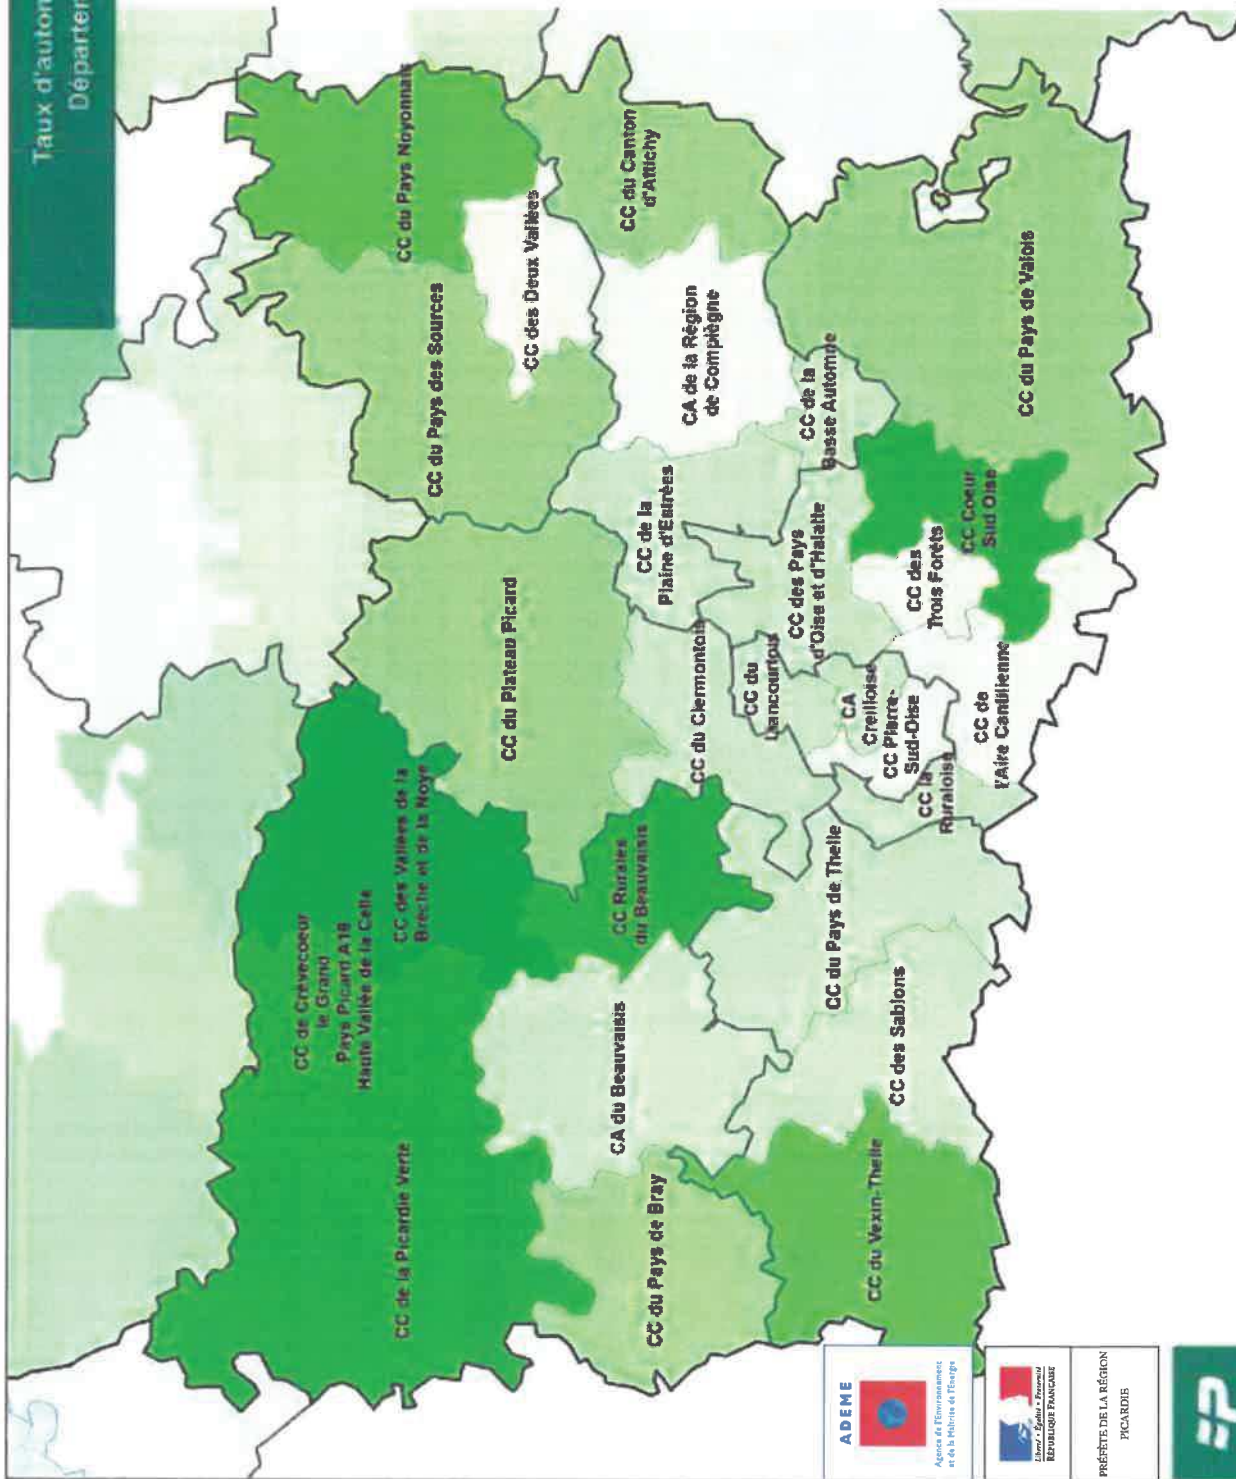 Taux d'auton
Départen
CC du Pays Noyonnais
CC du Pays des Sources
CC des Deux Vallées
CC du Canton
d'Attichy
CA de la Région
de Compiègne
CC du Pays de Valois
CC de la
Basse Automne
CC de la
Plaine d'Estrées
CC du Plateau Picard
CC des Pays
d'Oise et d'Halatte
CC Coeur
Sud Oise
CC des
Trois Forêts
CC du Clermontois
CC du
Liancourtois
CA
Creilloise
CC Pierre-
Sud-Oise
CC de
l'Aire Cantilienne
CC la
Ruraloise
CC des Vallées de la
Brèche et de la Noye
CC Rurales
du Beauvaisis
CC du Pays de Thelle
CC de Crèvecoeur
le Grand
Pays Picard A16
Haute Vallée de la Celle
CA du Beauvaisis
CC des Sablons
CC de la Picardie Verte
CC du Pays de Bray
CC du Vexin-Thelle
ADEME
Agence de l'Environnement
et de la Maîtrise de l'Energie
Liberté • Égalité • Fraternité
RÉPUBLIQUE FRANÇAISE
PRÉFÈTE DE LA RÉGION
PICARDIE